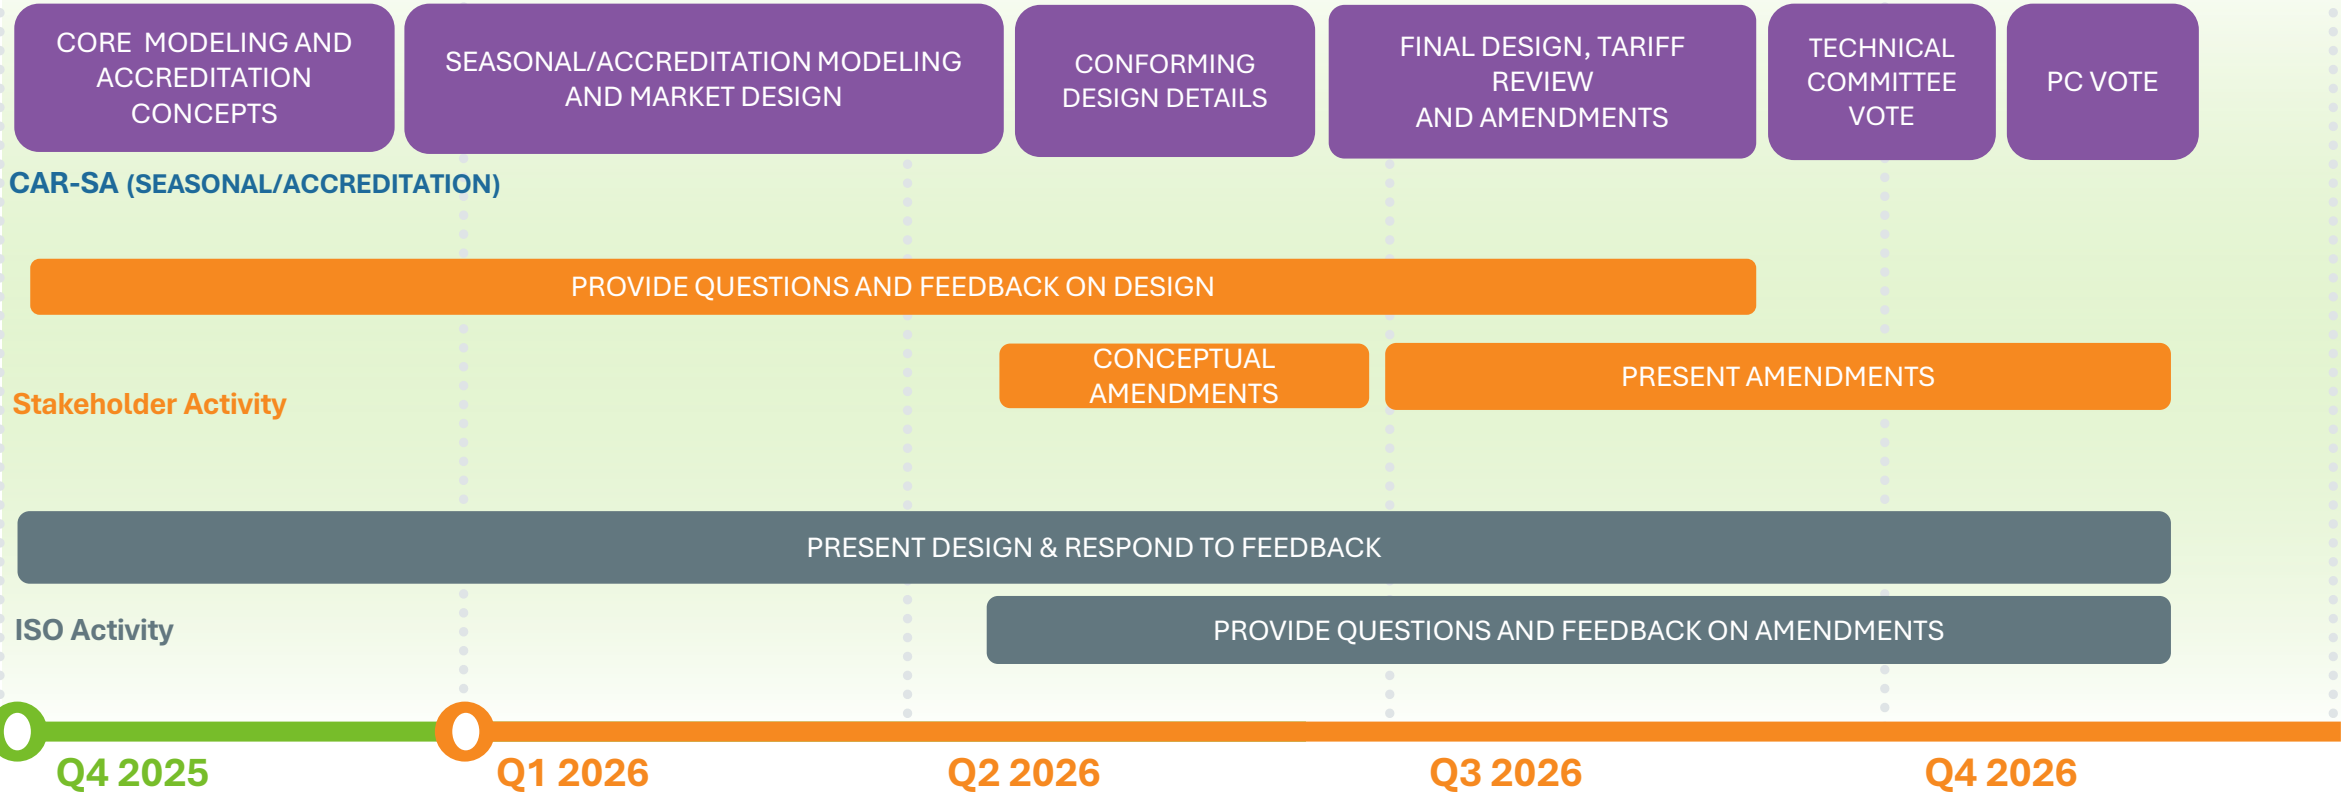 CORE MODELING AND
ACCREDITATION
CONCEPTS
SEASONAL/ACCREDITATION MODELING
AND MARKET DESIGN
CONFORMING
DESIGN DETAILS
FINAL DESIGN, TARIFF
REVIEW
AND AMENDMENTS
TECHNICAL
COMMITTEE
VOTE
PC VOTE
CAR-SA (SEASONAL/ACCREDITATION)
PROVIDE QUESTIONS AND FEEDBACK ON DESIGN
CONCEPTUAL
AMENDMENTS
PRESENT AMENDMENTS
Stakeholder Activity
PRESENT DESIGN & RESPOND TO FEEDBACK
ISO Activity
PROVIDE QUESTIONS AND FEEDBACK ON AMENDMENTS
Q4 2025
Q1 2026
Q2 2026
Q3 2026
Q4 2026